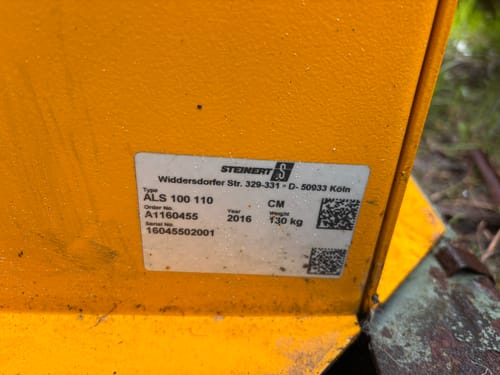 STEINERT S
Widdersdorfer Str. 329-331 • D- 50933 Köln
Type
ALS 100 110 CM
Order No. Year Weight
A1160455 2016 130 kg
Serial No.
16045502001